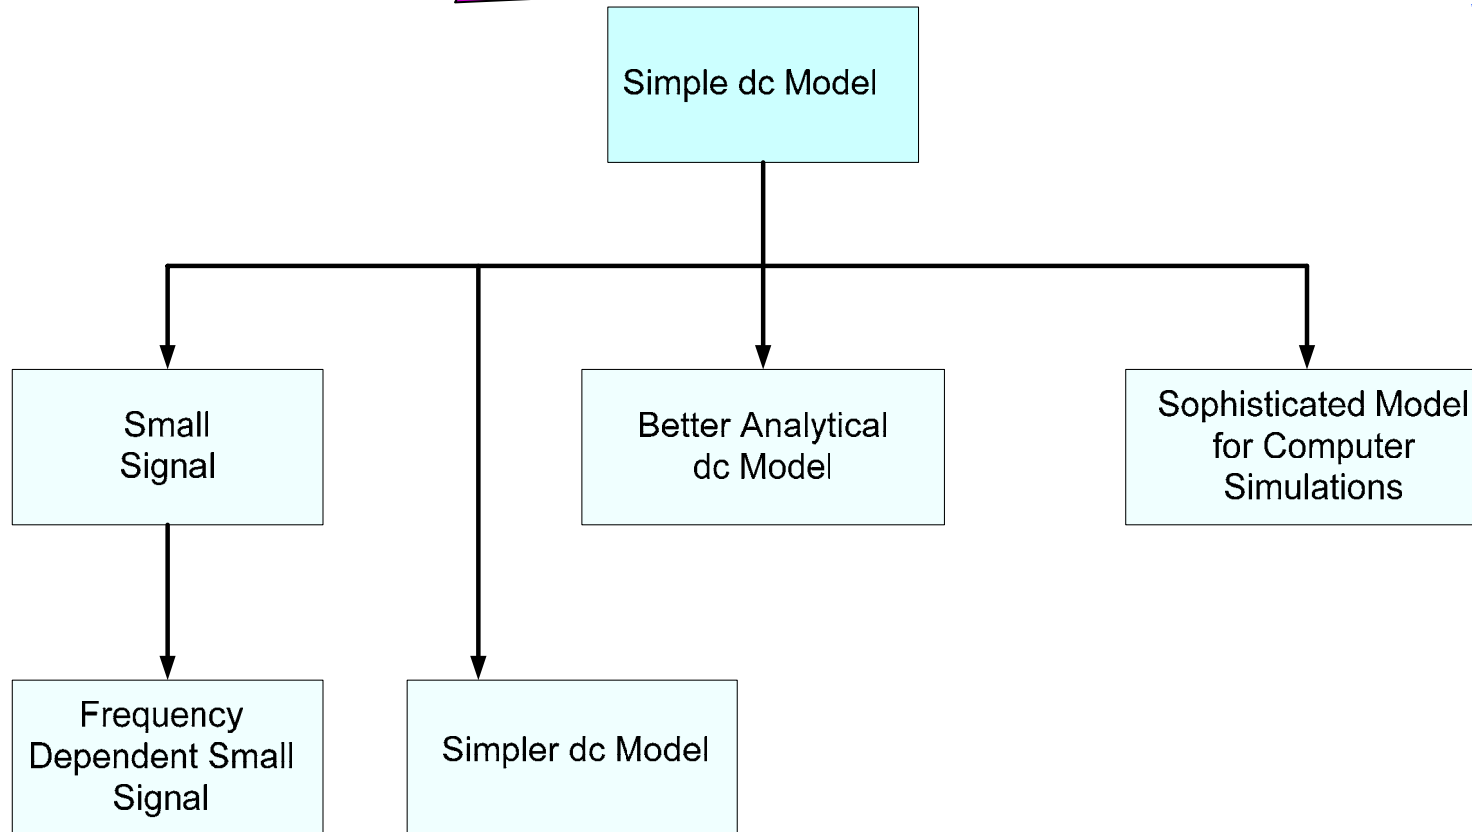 Simple dc Model
Small
Signal
Better Analytical
dc Model
Sophisticated Model
for Computer
Simulations
Frequency
Dependent Small
Signal
Simpler dc Model